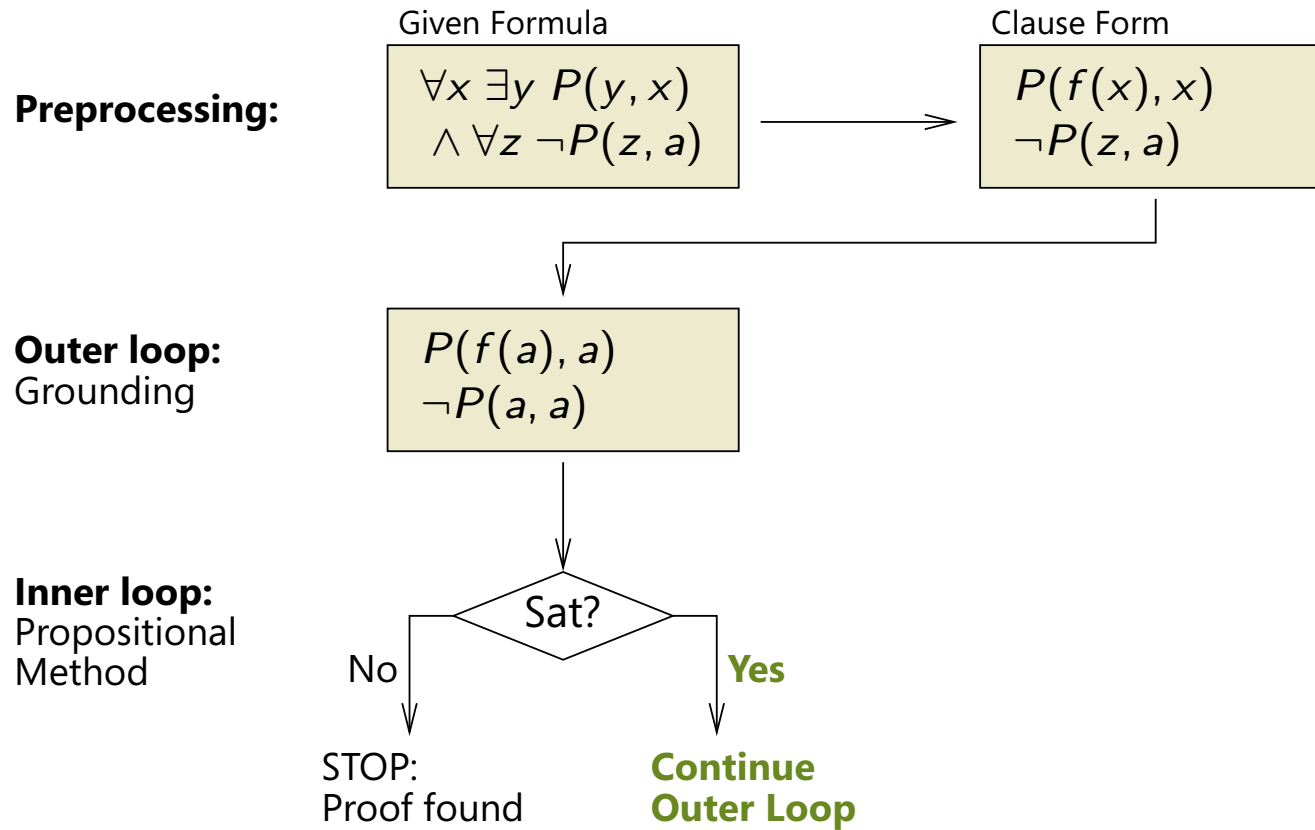 Given Formula
Clause Form
Preprocessing:
∀x ∃y P(y, x)
∧ ∀z ¬P(z, a)
P(f(x), x)
¬P(z, a)
Outer loop:
Grounding
P(f(a), a)
¬P(a, a)
Inner loop:
Propositional
Method
Sat?
No
Yes
STOP:
Proof found
Continue
Outer Loop